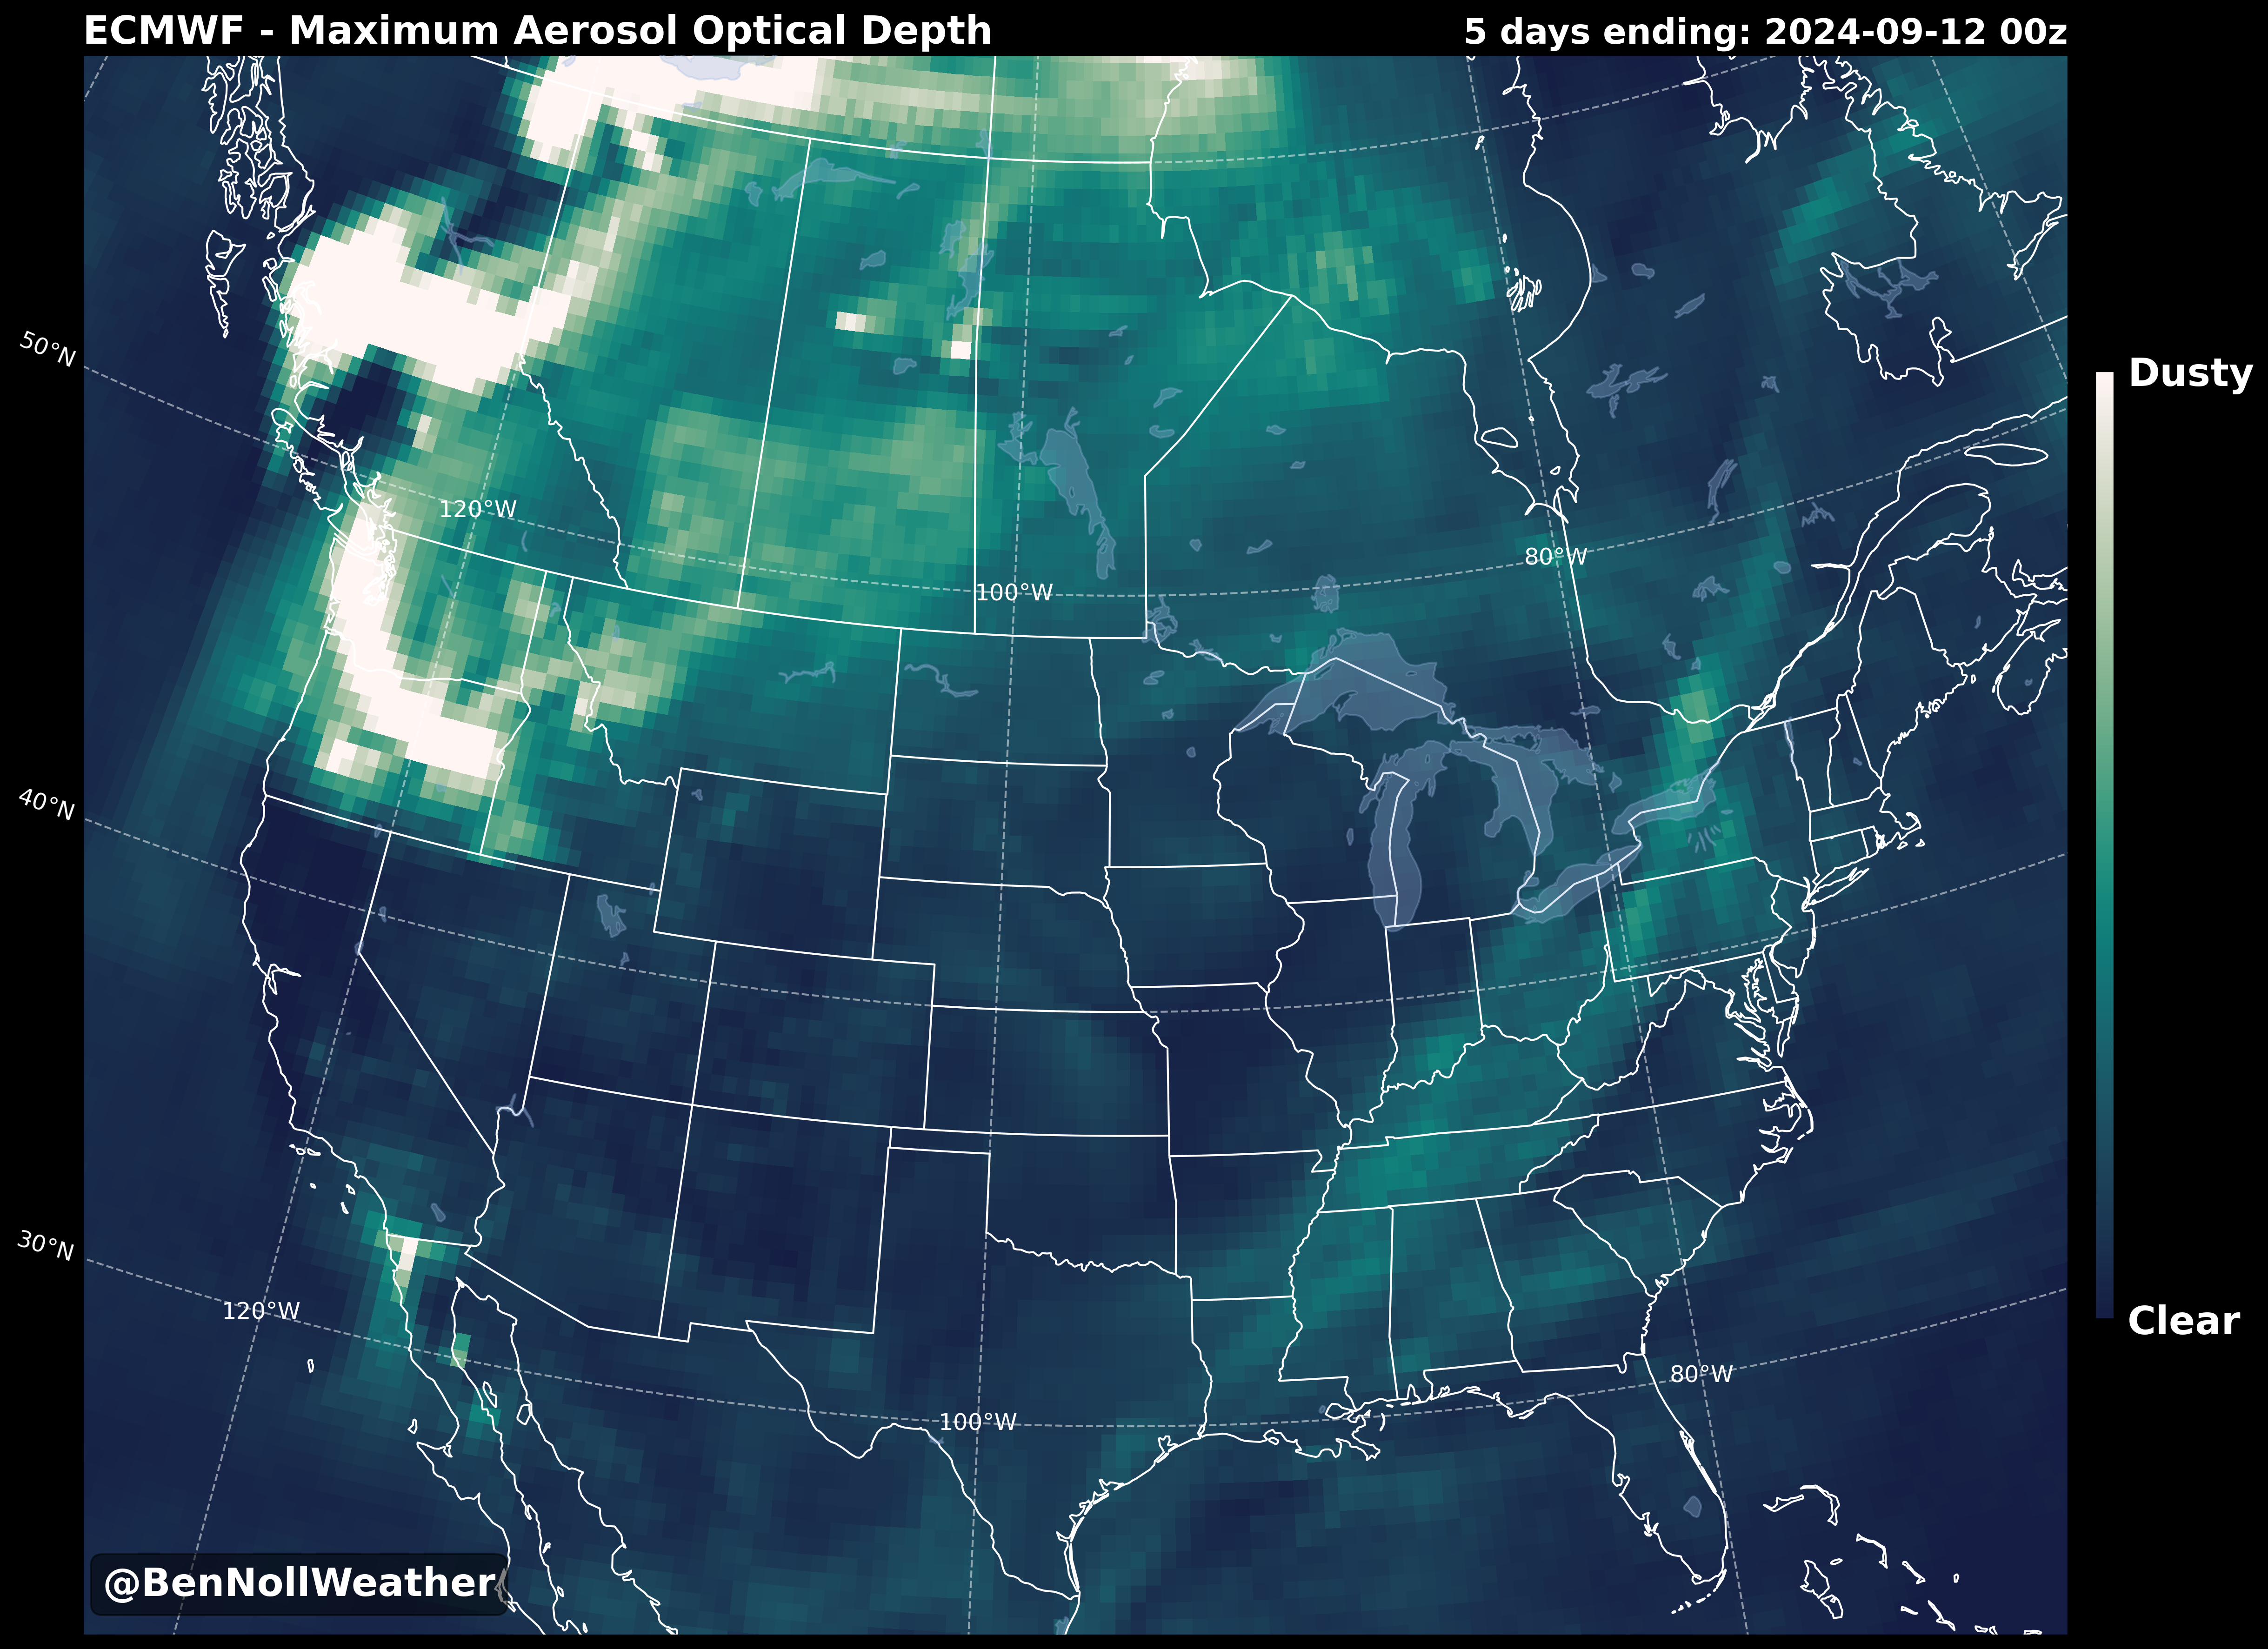 ECMWF - Maximum Aerosol Optical Depth
5 days ending: 2024-09-12 00z
50°N
Dusty
120°W
80°W
100°W
40°N
30°N
120°W
Clear
80°W
100°W
@BenNollWeather